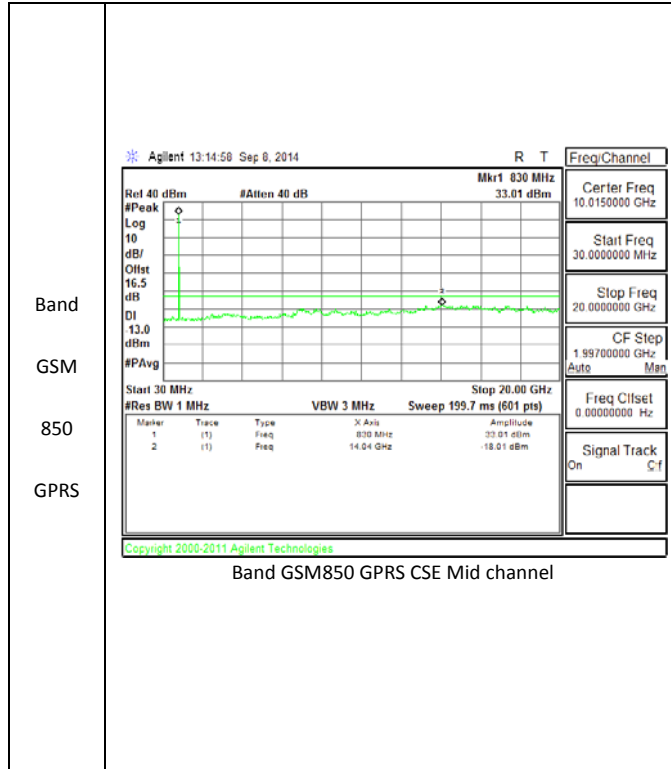 Agilent 13:14:58 Sep 8, 2014 R T
Mkr1 830 MHz
Ref 40 dBm #Atten 40 dB 33.01 dBm
#Peak
Log
10
dB/
Offst
16.5
dB
DI
-13.0
dBm
#PAvg
1
2
Start 30 MHz Stop 20.00 GHz
#Res BW 1 MHz VBW 3 MHz Sweep 199.7 ms (601 pts)
Marker Trace Type X Axis Amplitude
1 (1) Freq 830 MHz 33.01 dBm
2 (1) Freq 14.04 GHz -18.01 dBm
Copyright 2000-2011 Agilent Technologies
Freq/Channel
Center Freq
10.0150000 GHz
Start Freq
30.0000000 MHz
Stop Freq
20.0000000 GHz
CF Step
1.99700000 GHz
Auto Man
Freq Offset
0.00000000 Hz
Signal Track
On Off
Band
GSM
850
GPRS
Band GSM850 GPRS CSE Mid channel